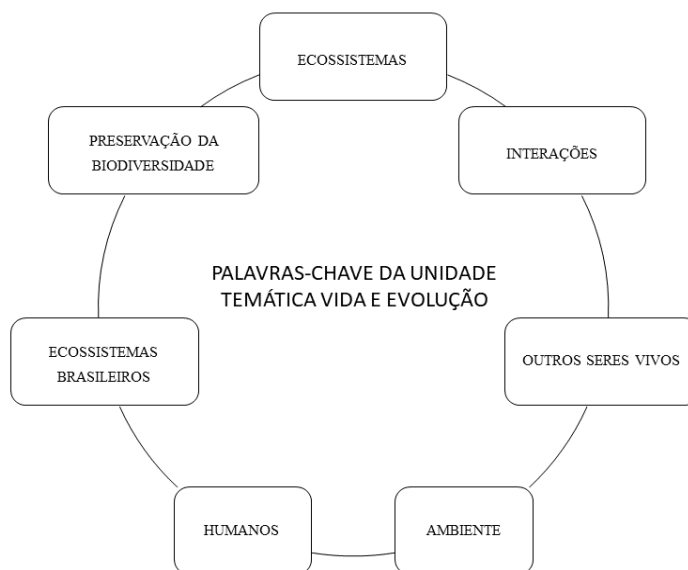 ECOSSISTEMAS
INTERAÇÕES
OUTROS SERES VIVOS
AMBIENTE
HUMANOS
ECOSSISTEMAS
BRASILEIROS
PRESERVAÇÃO DA
BIODIVERSIDADE
PALAVRAS-CHAVE DA UNIDADE
TEMÁTICA VIDA E EVOLUÇÃO